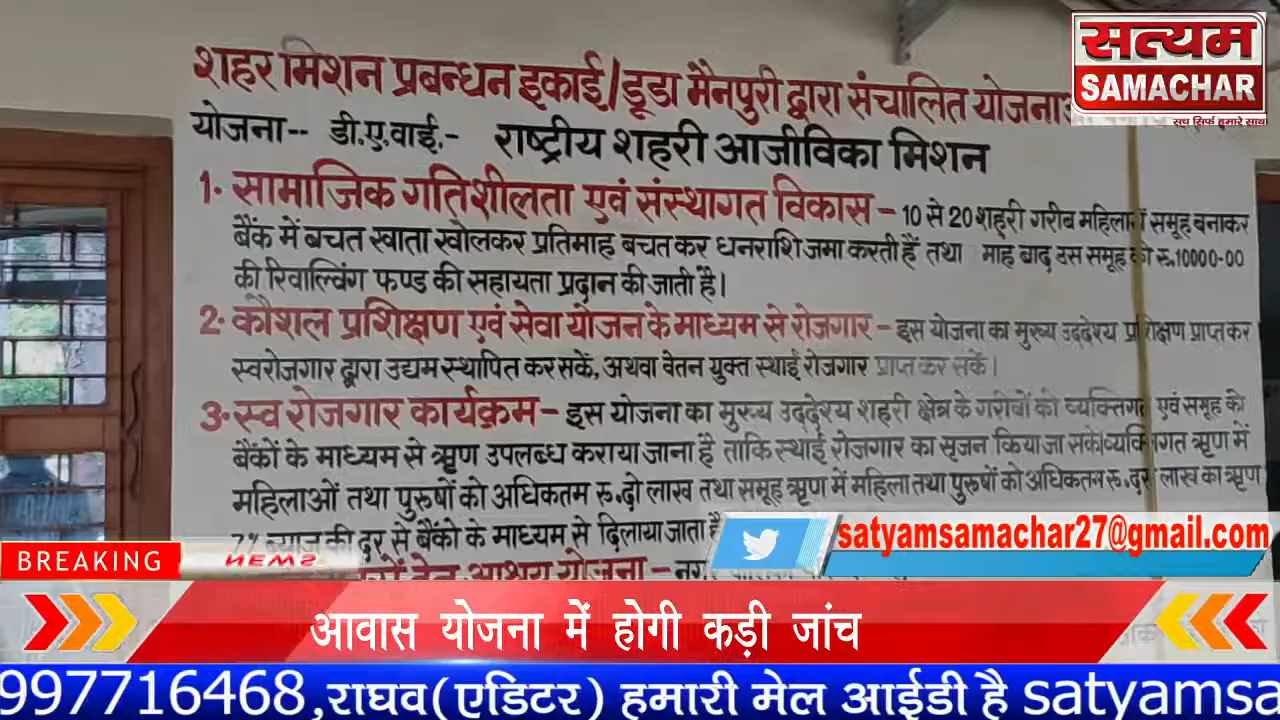 सत्यम
SAMACHAR
सच सिर्फ हमारे साथ
शहर मिशन प्रबन्धन इकाई/डूडा मैनपुरी द्वारा संचालित
योजना-- डी.ए.वाई.- राष्ट्रीय शहरी आजीविका मिशन
1. सामाजिक गतिशीलता एवं संस्थागत विकास - 10 से 20 शहरी गरीब समूह बनाकर
बैंक में बचत खाता खोलकर प्रतिमाह बचत कर धनराशि जमा करती हैं तथा माह बाद उस समूह को रु.10000-00
की रिवाल्विंग फण्ड की सहायता प्रदान की जाती है।
2. कौशल प्रशिक्षण एवं सेवा योजन के माध्यम से रोजगार - इस योजना का मुख्य उद्देश्य प्रशिक्षण प्राप्त कर
स्वरोजगार द्वारा उद्यम स्थापित कर सकें, अथवा वेतन युक्त स्थाई रोजगार प्राप्त कर सकें।
3. स्व रोजगार कार्यक्रम - इस योजना का मुख्य उद्देश्य शहरी क्षेत्र के गरीबों को व्यक्तिगत एवं समूह को
बैंकों के माध्यम से ऋृण उपलब्ध कराया जाना है ताकि स्थाई रोजगार का सृजन किया जा सके। व्यक्तिगत ऋृण में
महिलाओं तथा पुरूषों को अधिकतम रु.दो लाख तथा समूह ऋृण में महिला तथा पुरूषों को अधिकतम रु.दस लाख का ऋृण
की दर से बैंको के माध्यम से दिलाया जाता है
आश्रय योजना -
satyamsamachar27@gmail.com
BREAKING
NEWS
आवास योजना में होगी कड़ी जांच
997716468,राघव(एडिटर) हमारी मेल आईडी है satyamsa